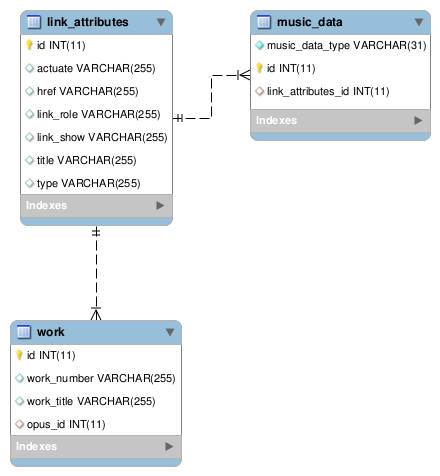 link_attributes
id INT(11)
actuate VARCHAR(255)
href VARCHAR(255)
link_role VARCHAR(255)
link_show VARCHAR(255)
title VARCHAR(255)
type VARCHAR(255)
Indexes
music_data
music_data_type VARCHAR(31)
id INT(11)
link_attributes_id INT(11)
Indexes
work
id INT(11)
work_number VARCHAR(255)
work_title VARCHAR(255)
opus_id INT(11)
Indexes